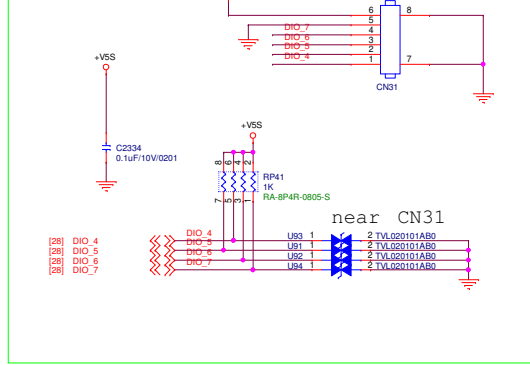 6 8
5
DIO_7
4
DIO_6
3
DIO_5
2
DIO_4
1 7
CN31
+V5S
C2334
0.1uF/10V/0201
+V5S
8 6 4 2
RP41
1K
RA-8P4R-0805-S
7 5 3 1
near CN31
[28] DIO_4 DIO_4 U93 1 2 TVL020101AB0
[28] DIO_5 DIO_5 U91 1 2 TVL020101AB0
[28] DIO_6 DIO_6 U92 1 2 TVL020101AB0
[28] DIO_7 DIO_7 U94 1 2 TVL020101AB0